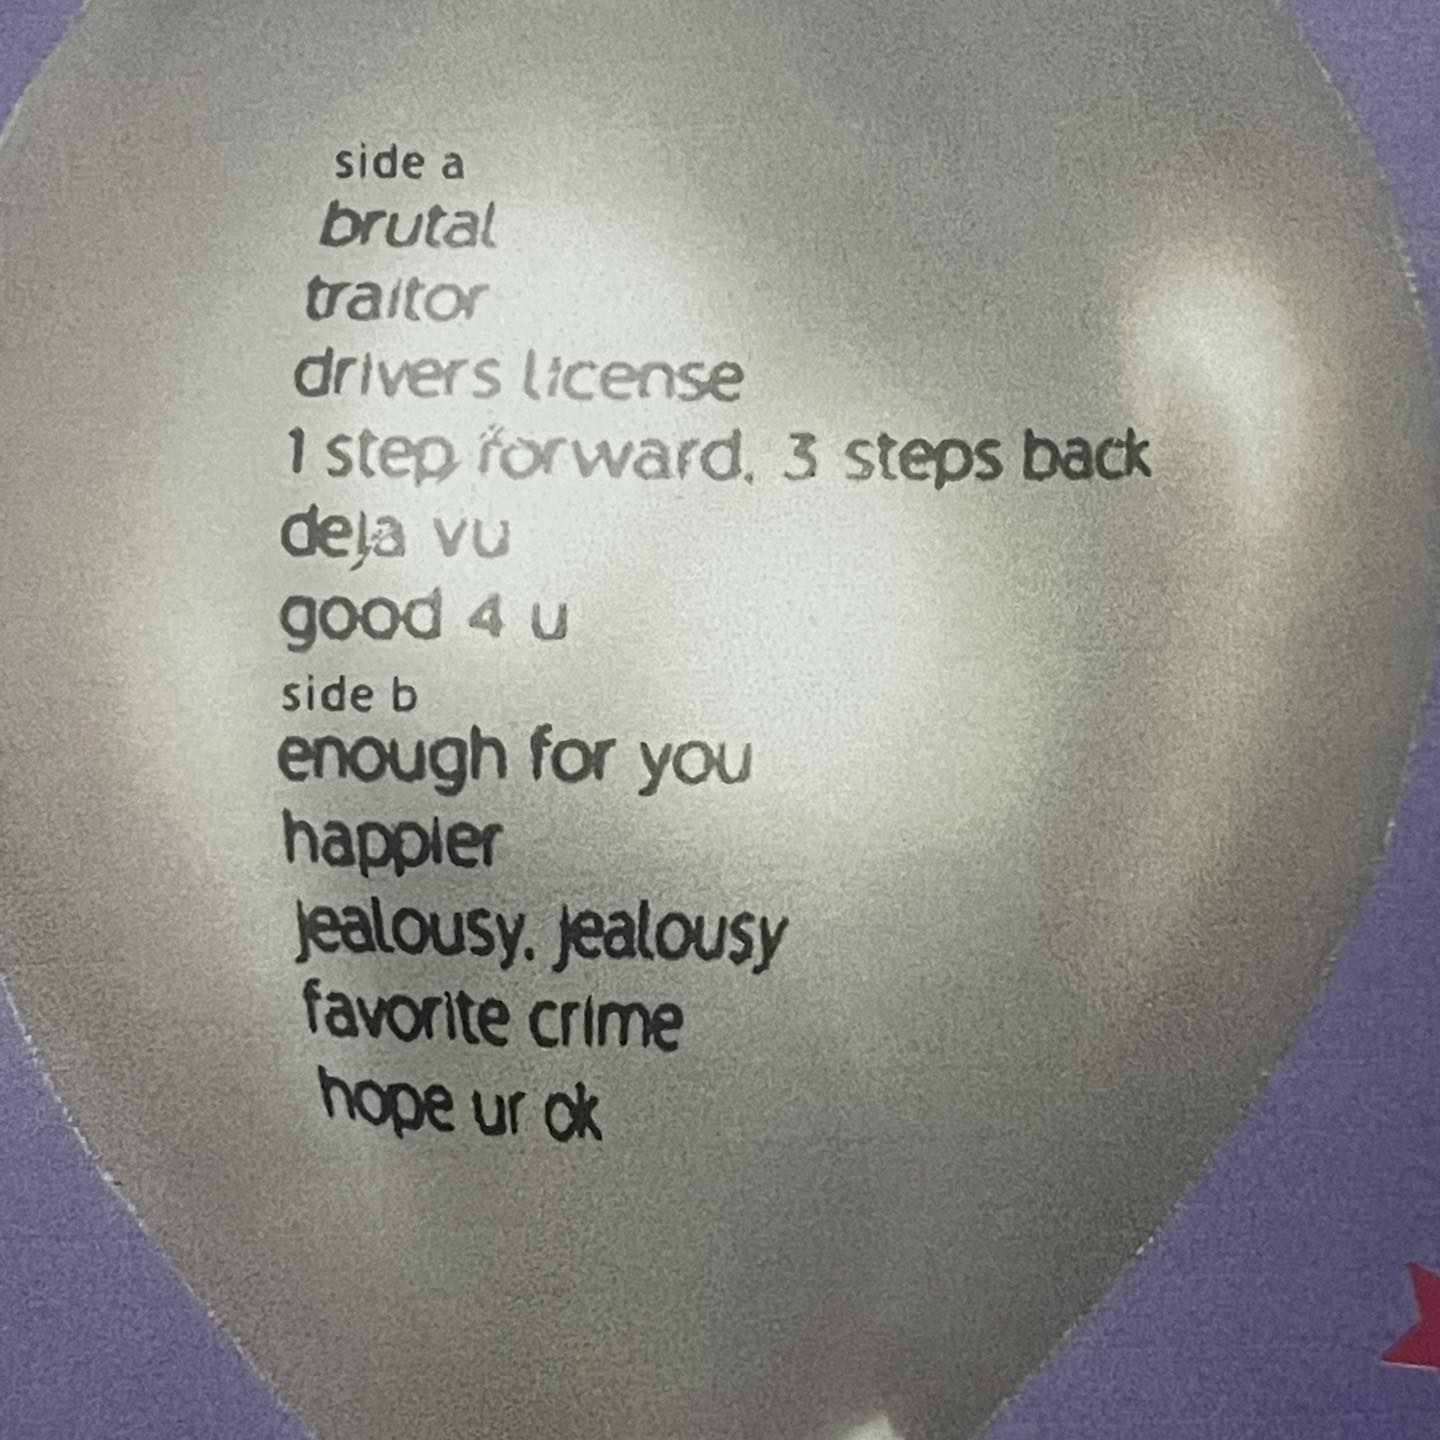 side a
brutal
traitor
drivers license
1 step forward, 3 steps back
deja vu
good 4 u
side b
enough for you
happier
jealousy, jealousy
favorite crime
hope ur ok